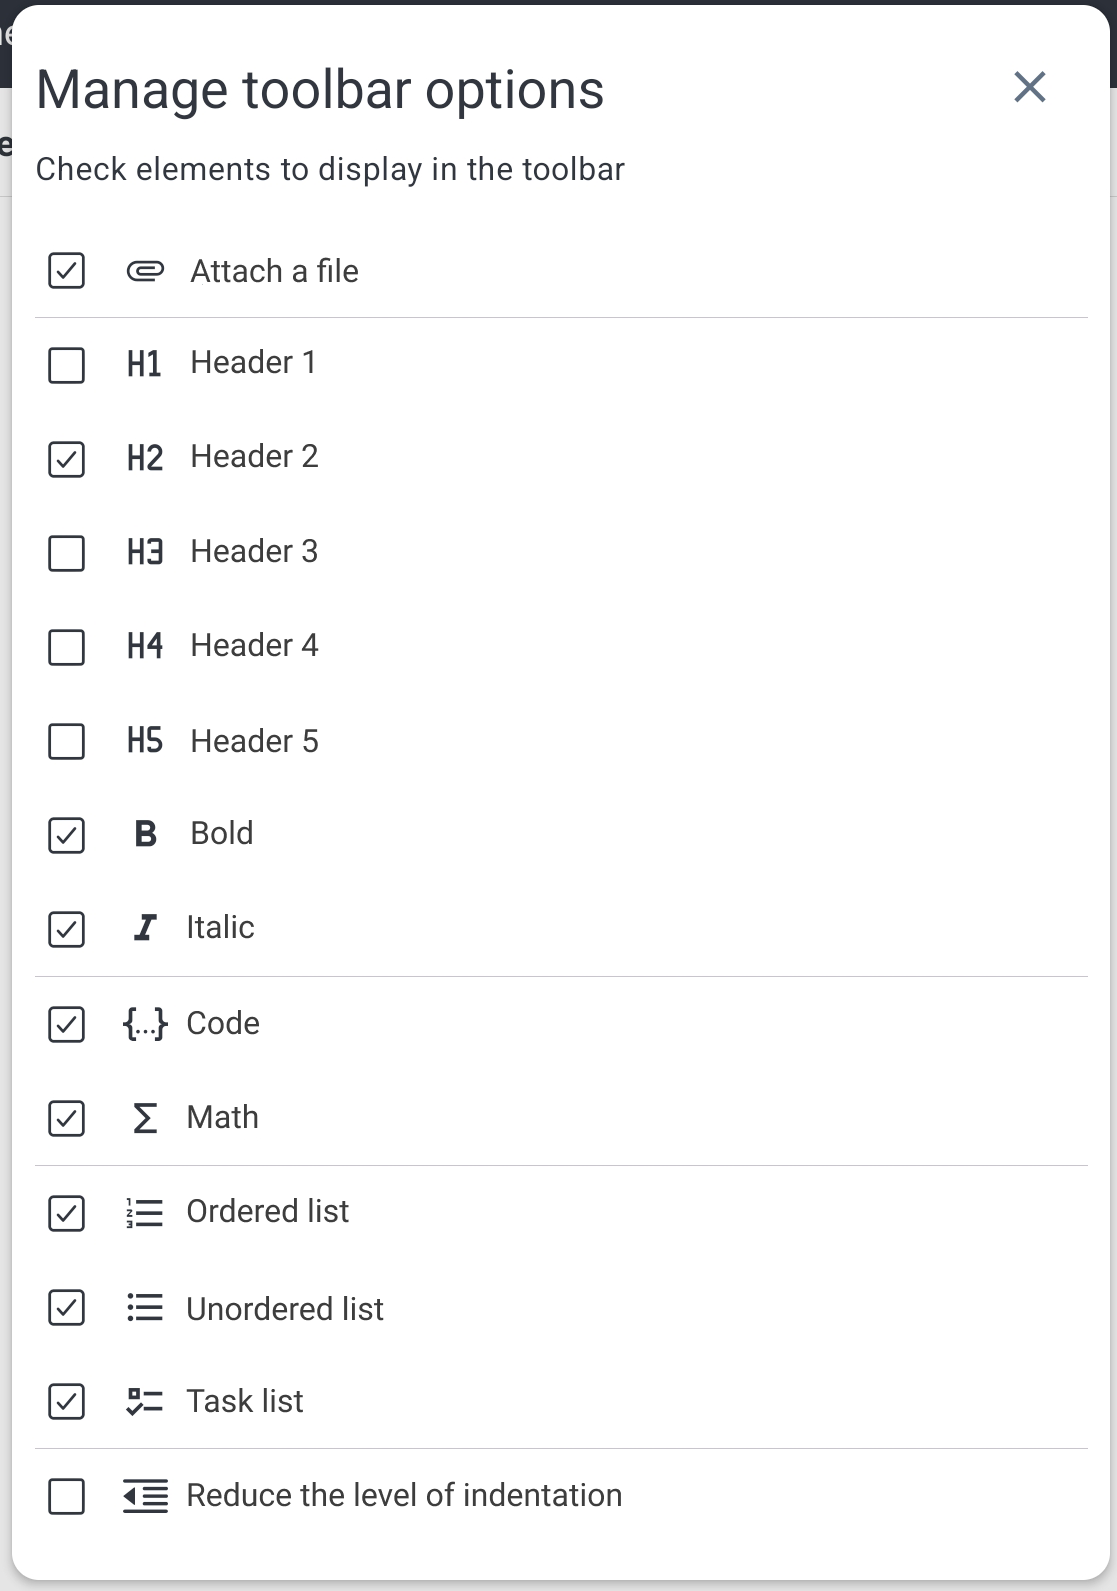 Manage toolbar options
Check elements to display in the toolbar
Attach a file
H1 Header 1
H2 Header 2
H3 Header 3
H4 Header 4
H5 Header 5
B Bold
I Italic
{...} Code
Σ Math
Ordered list
Unordered list
Task list
Reduce the level of indentation